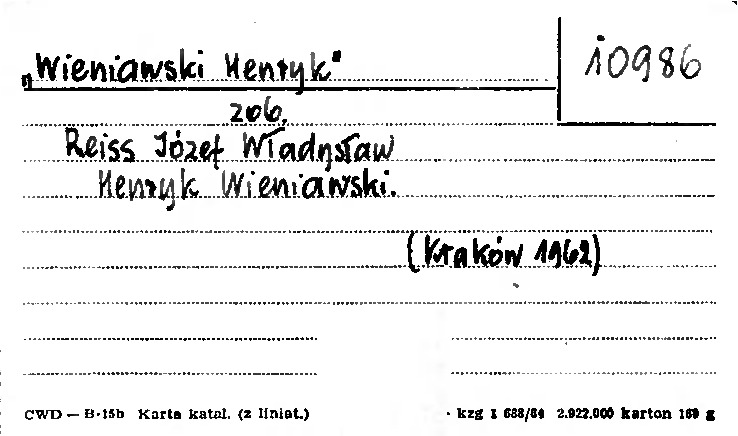 „Wieniawski Henryk"
10986
zob.
Reiss Józef Władysław
Henryk Wieniawski.
(Kraków 1962)
CWD — B-15b Karta katal. (z liniat.)
kzg 1 688/64 2.922.000 karton 169 g